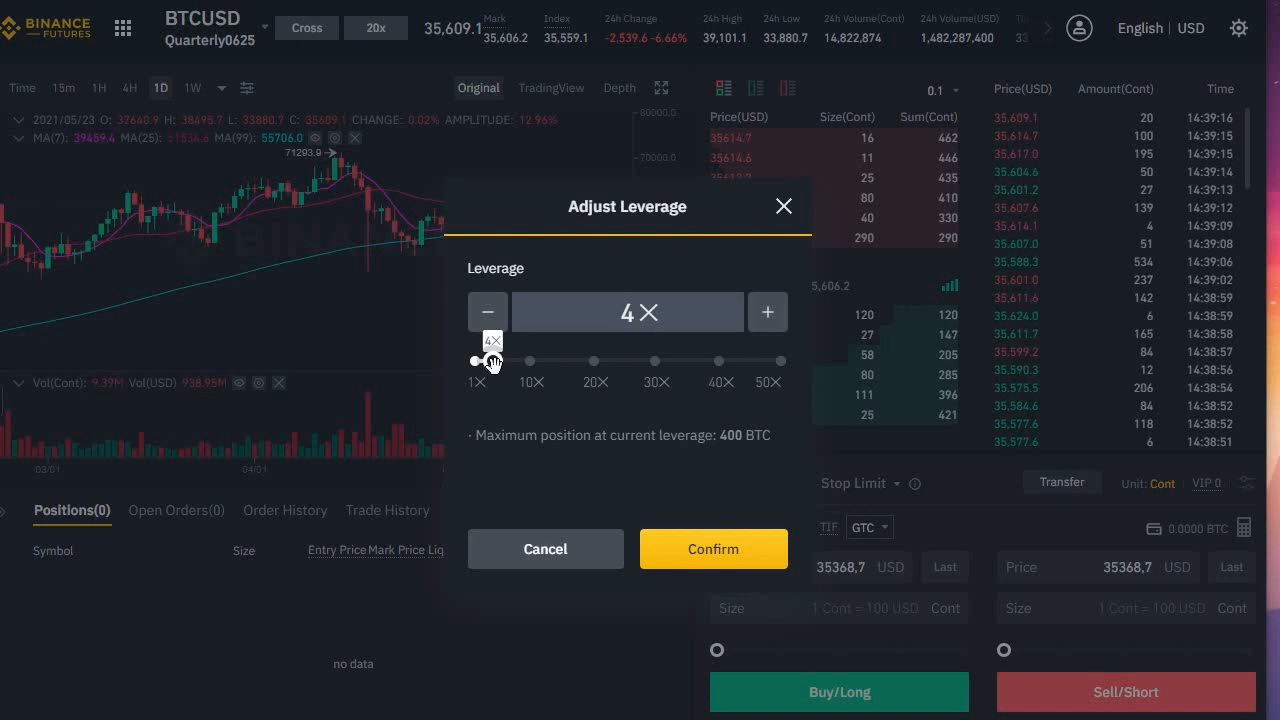 BINANCE
FUTURES
BTCUSD
Quarterly0625
Cross
20x
35,609.1
Mark
35,606.2
Index
35,559.1
24h Change
-2,539.6 -6.66%
24h High
39,101.1
24h Low
33,880.7
24h Volume(Cont)
14,822,874
24h Volume(USD)
1,482,287,400
33
English | USD
Time 15m 1H 4H 1D 1W
Original TradingView Depth
0.1
2021/05/23 O: 37640.9 H: 38495.7 L: 33880.7 C: 35609.1 CHANGE: 0.02% AMPLITUDE: 12.96%
MA(7): 39459.4 MA(25): MA(99): 55706.0
80000.0
71293.9
70000.0
Price(USD) Size(Cont) Sum(Cont)
35614.7 16 462
35614.6 11 446
25 435
80 410
40 330
290 290
5,606.2
120 120
27 147
58 205
80 285
111 396
25 421
Price(USD) Amount(Cont) Time
35,609.1 20 14:39:16
35,614.7 100 14:39:15
35,617.0 195 14:39:15
35,604.6 50 14:39:14
35,601.2 27 14:39:13
35,607.6 139 14:39:12
35,614.1 4 14:39:09
35,607.0 51 14:39:08
35,588.3 534 14:39:06
35,601.0 237 14:39:02
35,611.6 142 14:38:59
35,624.0 6 14:38:59
35,611.7 165 14:38:58
35,599.2 84 14:38:57
35,590.3 12 14:38:56
35,575.5 206 14:38:54
35,584.6 84 14:38:52
35,577.6 118 14:38:52
35,577.6 6 14:38:51
Adjust Leverage
Leverage
− 4X +
4X
1X 10X 20X 30X 40X 50X
· Maximum position at current leverage: 400 BTC
Cancel
Confirm
Vol(Cont): 9.39M Vol(USD) 938.95M
03/01 04/01
Positions(0) Open Orders(0) Order History Trade History
Symbol Size Entry Price Mark Price Liq
no data
Stop Limit
Transfer
Unit: Cont
VIP 0
TIF GTC
0.0000 BTC
35368,7 USD Last
Price 35368,7 USD Last
Size 1 Cont = 100 USD Cont
Size 1 Cont = 100 USD Cont
Buy/Long
Sell/Short